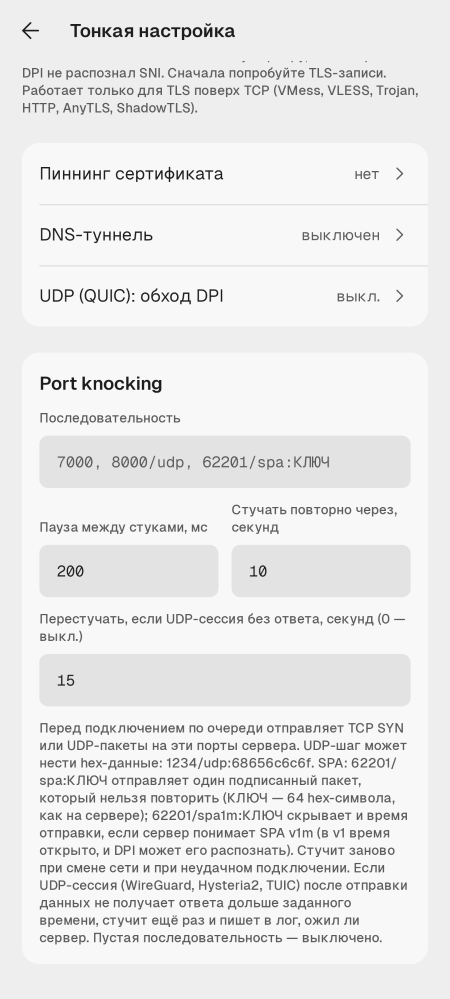 Тонкая настройка
DPI не распознал SNI. Сначала попробуйте TLS-записи.
Работает только для TLS поверх TCP (VMess, VLESS, Trojan,
HTTP, AnyTLS, ShadowTLS).
Пиннинг сертификата нет
DNS-туннель выключен
UDP (QUIC): обход DPI выкл.
Port knocking
Последовательность
7000, 8000/udp, 62201/spa:КЛЮЧ
Пауза между стуками, мс
Стучать повторно через,
секунд
200
10
Перестучать, если UDP-сессия без ответа, секунд (0 —
выкл.)
15
Перед подключением по очереди отправляет TCP SYN
или UDP-пакеты на эти порты сервера. UDP-шаг может
нести hex-данные: 1234/udp:68656c6c6f. SPA: 62201/
spa:КЛЮЧ отправляет один подписанный пакет,
который нельзя повторить (КЛЮЧ — 64 hex-символа,
как на сервере); 62201/spa1m:КЛЮЧ скрывает и время
отправки, если сервер понимает SPA v1m (в v1 время
открыто, и DPI может его распознать). Стучит заново
при смене сети и при неудачном подключении. Если
UDP-сессия (WireGuard, Hysteria2, TUIC) после отправки
данных не получает ответа дольше заданного
времени, стучит ещё раз и пишет в лог, ожил ли
сервер. Пустая последовательность — выключено.